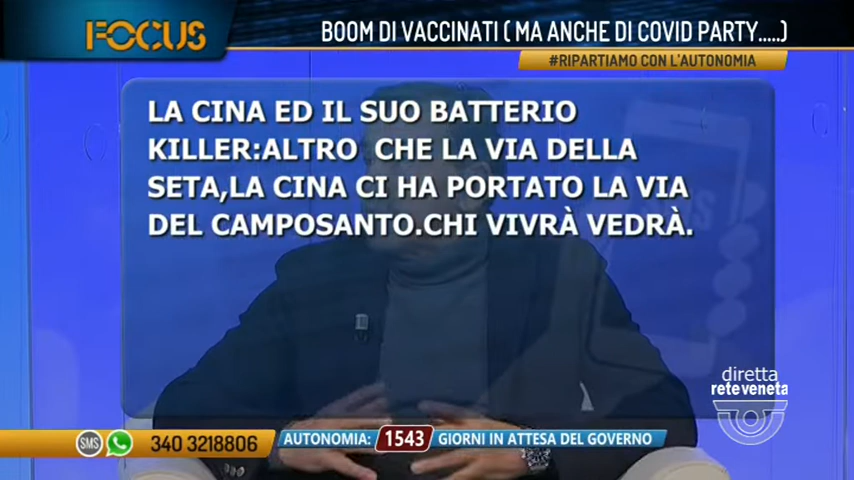 FOCUS
BOOM DI VACCINATI ( MA ANCHE DI COVID PARTY.....)
#RIPARTIAMO CON L'AUTONOMIA
LA CINA ED IL SUO BATTERIO
KILLER:ALTRO CHE LA VIA DELLA
SETA,LA CINA CI HA PORTATO LA VIA
DEL CAMPOSANTO.CHI VIVRÀ VEDRÀ.
diretta
reteveneta
SMS 340 3218806
AUTONOMIA: 1543 GIORNI IN ATTESA DEL GOVERNO